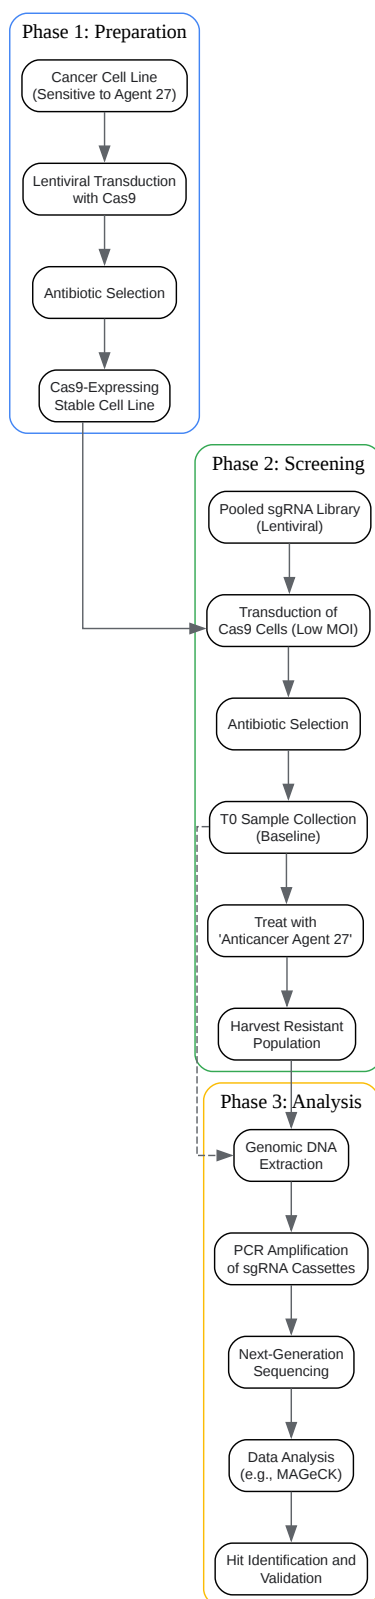 Phase 1: Preparation
Cancer Cell Line
(Sensitive to Agent 27)
Lentiviral Transduction
with Cas9
Antibiotic Selection
Cas9-Expressing
Stable Cell Line
Phase 2: Screening
Pooled sgRNA Library
(Lentiviral)
Transduction of
Cas9 Cells (Low MOI)
Antibiotic Selection
T0 Sample Collection
(Baseline)
Treat with
'Anticancer Agent 27'
Harvest Resistant
Population
Phase 3: Analysis
Genomic DNA
Extraction
PCR Amplification
of sgRNA Cassettes
Next-Generation
Sequencing
Data Analysis
(e.g., MAGeCK)
Hit Identification and
Validation